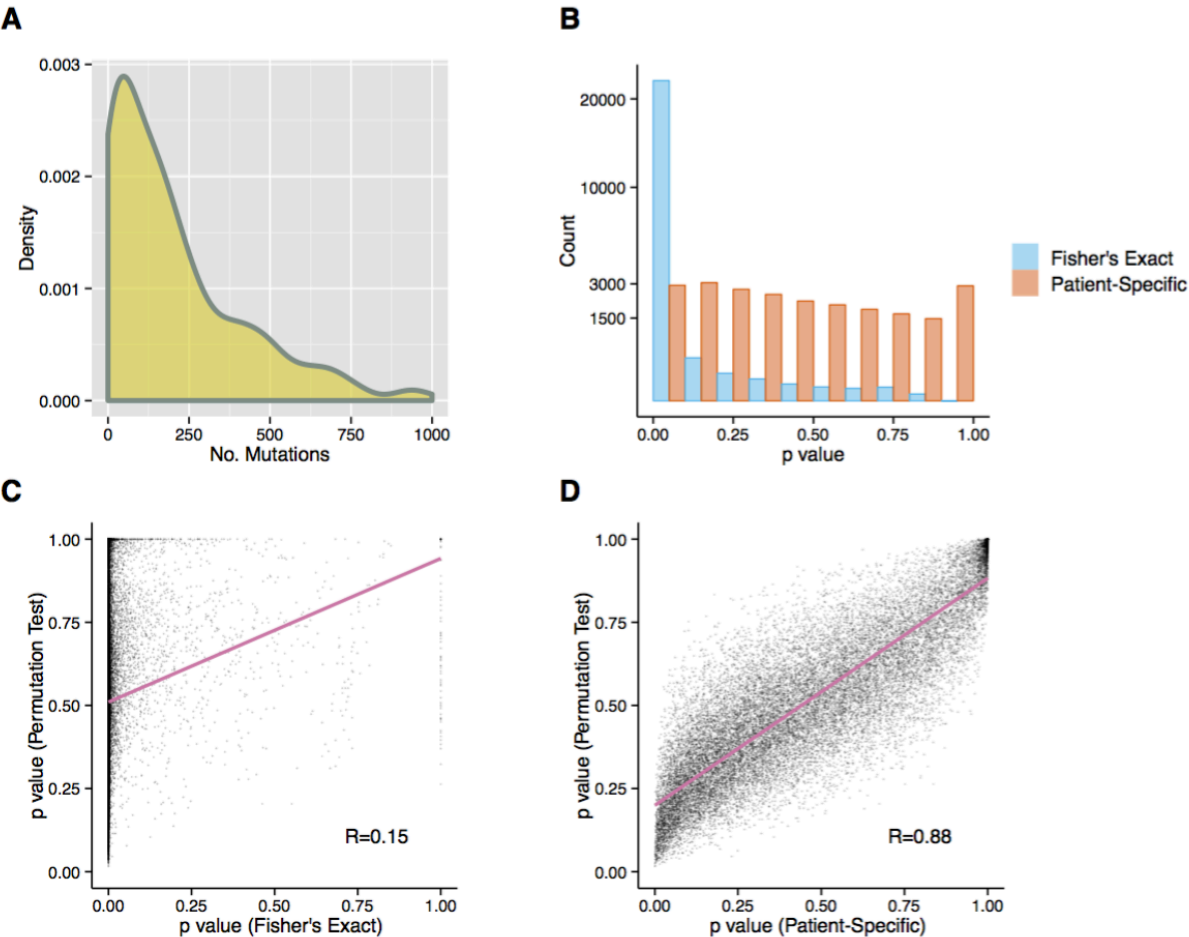 A
0.003
0.002
0.001
0.000
Density
0 250 500 750 1000
No. Mutations
B
20000
10000
3000
1500
Count
0.00 0.25 0.50 0.75 1.00
p value
Fisher's Exact
Patient-Specific
C
1.00
0.75
0.50
0.25
0.00
p value (Permutation Test)
R=0.15
0.00 0.25 0.50 0.75 1.00
p value (Fisher's Exact)
D
1.00
0.75
0.50
0.25
0.00
p value (Permutation Test)
R=0.88
0.00 0.25 0.50 0.75 1.00
p value (Patient-Specific)